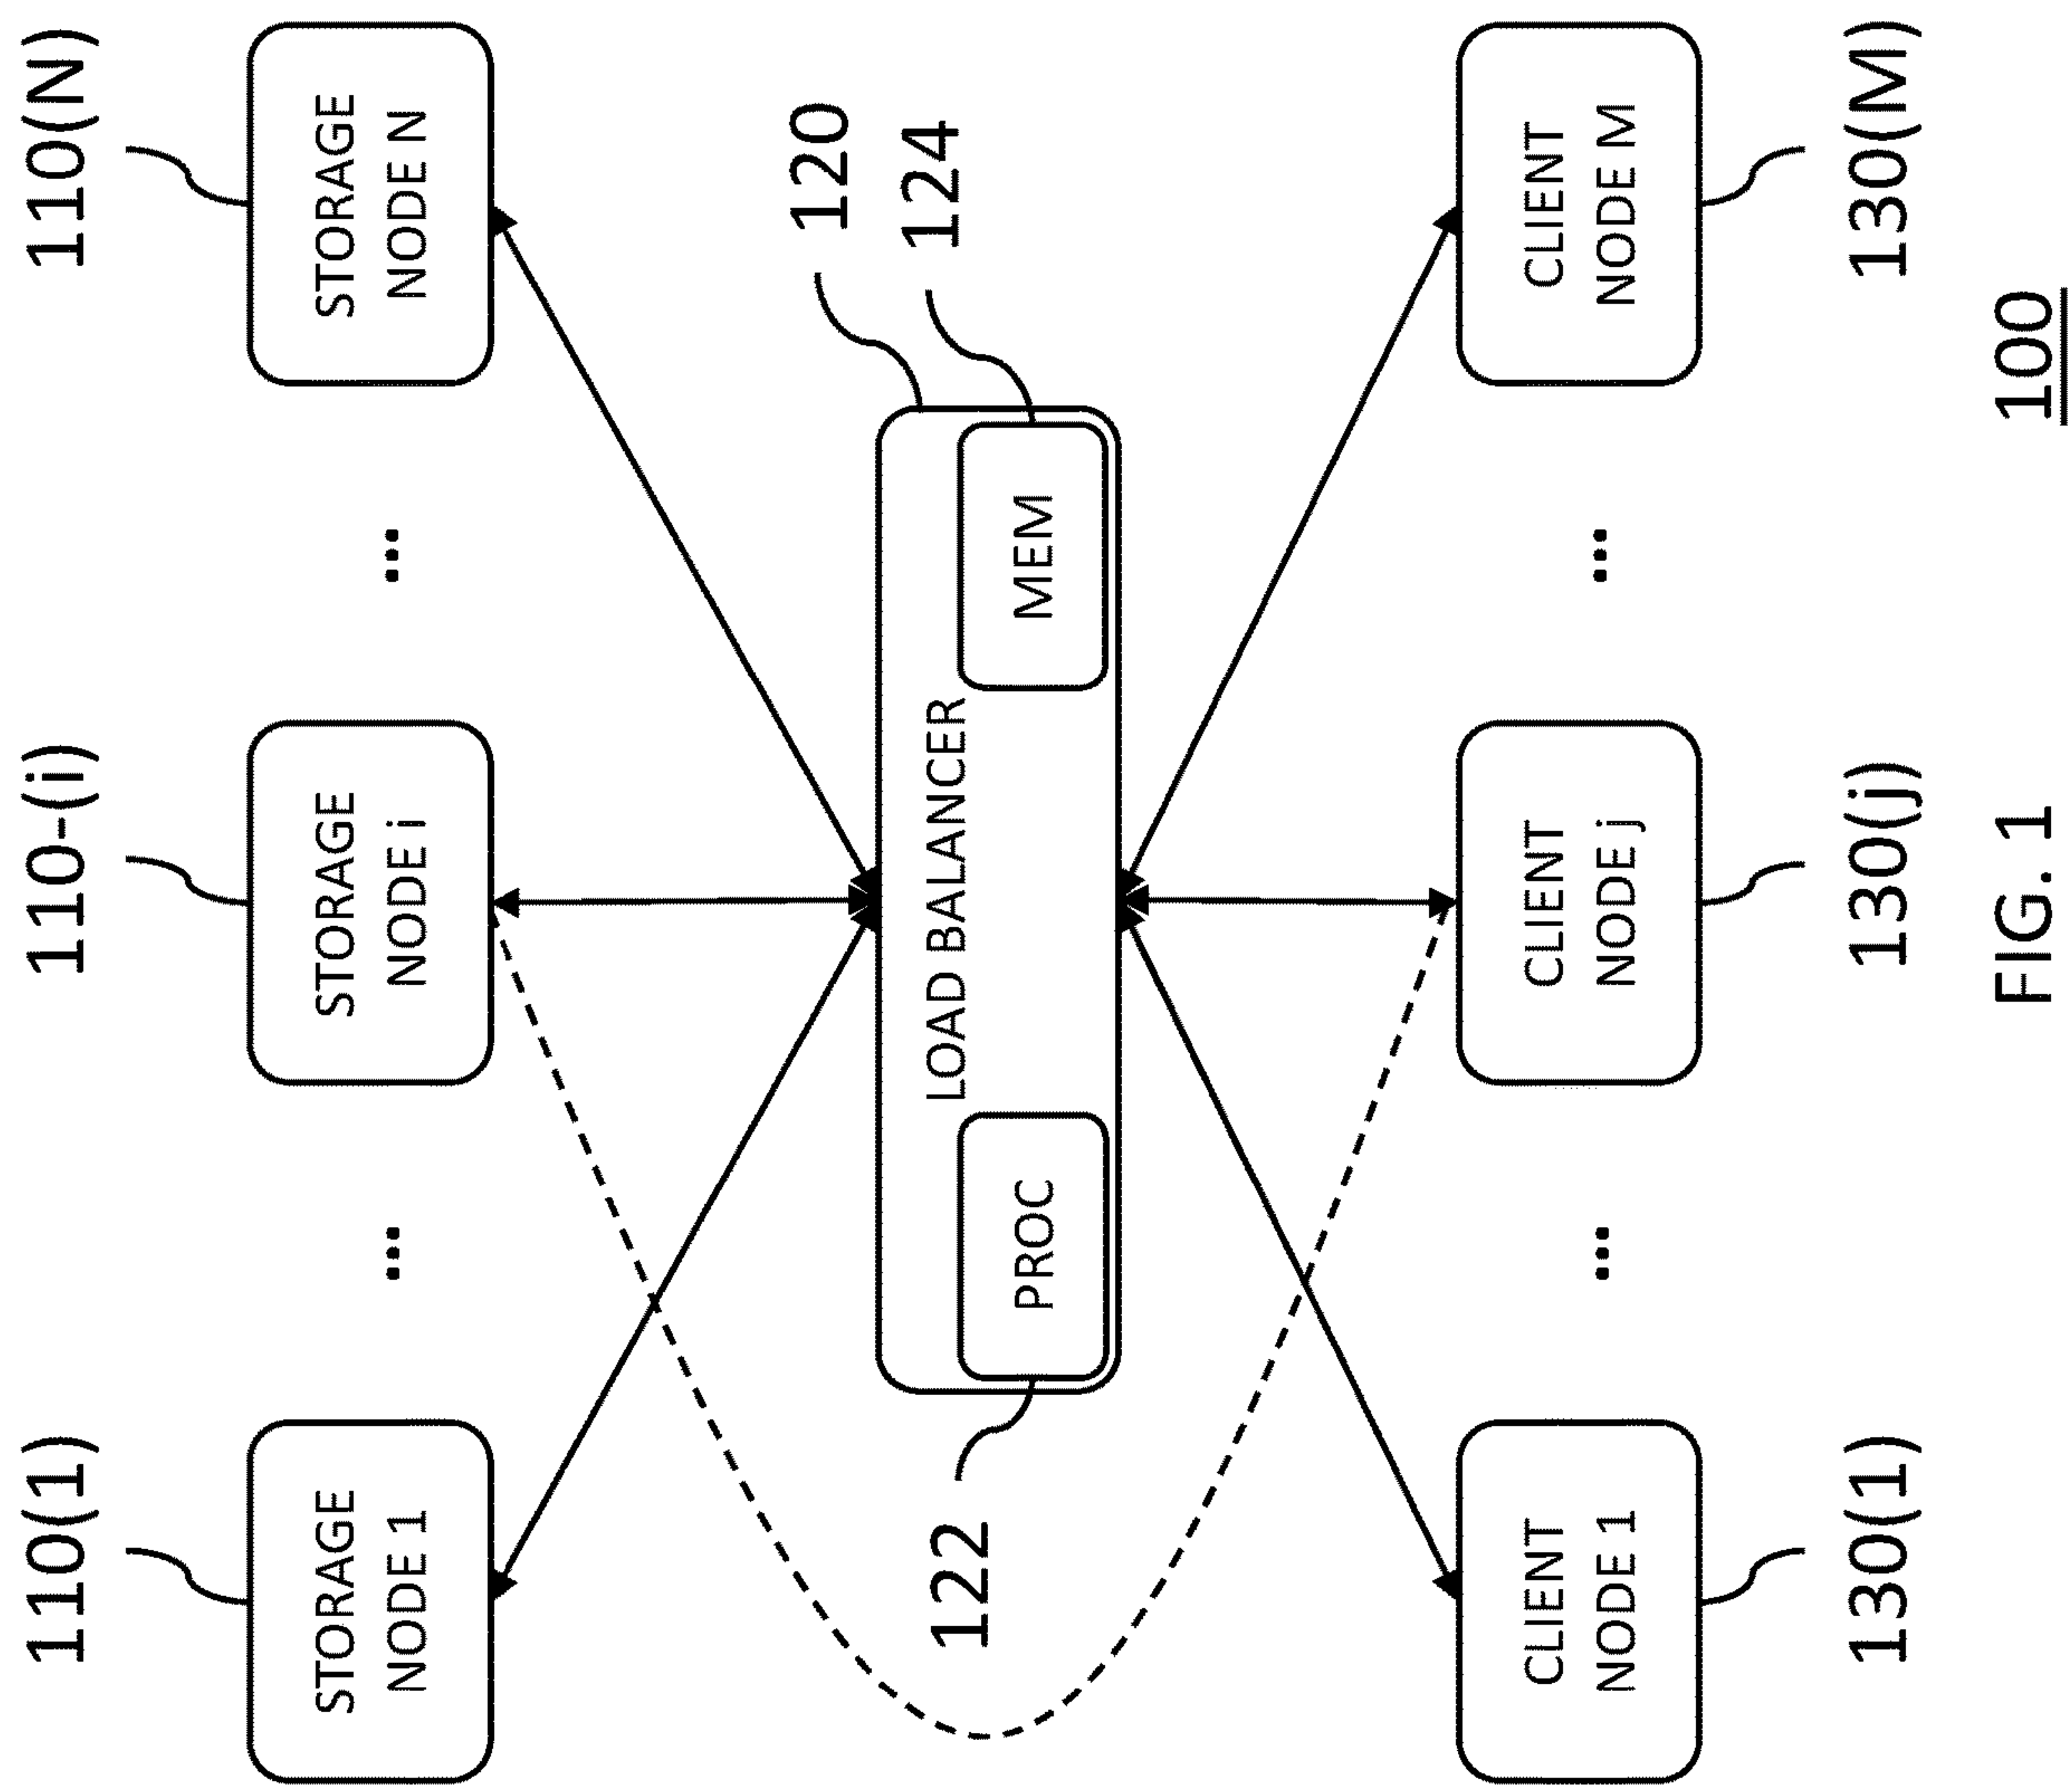 110(1)
110-(i)
110(N)
STORAGE
NODE 1
...
STORAGE
NODE i
...
STORAGE
NODE N
120
124
LOAD BALANCER
PROC
MEM
122
CLIENT
NODE 1
...
CLIENT
NODE j
...
CLIENT
NODE M
130(1)
130(j)
130(M)
FIG. 1
100